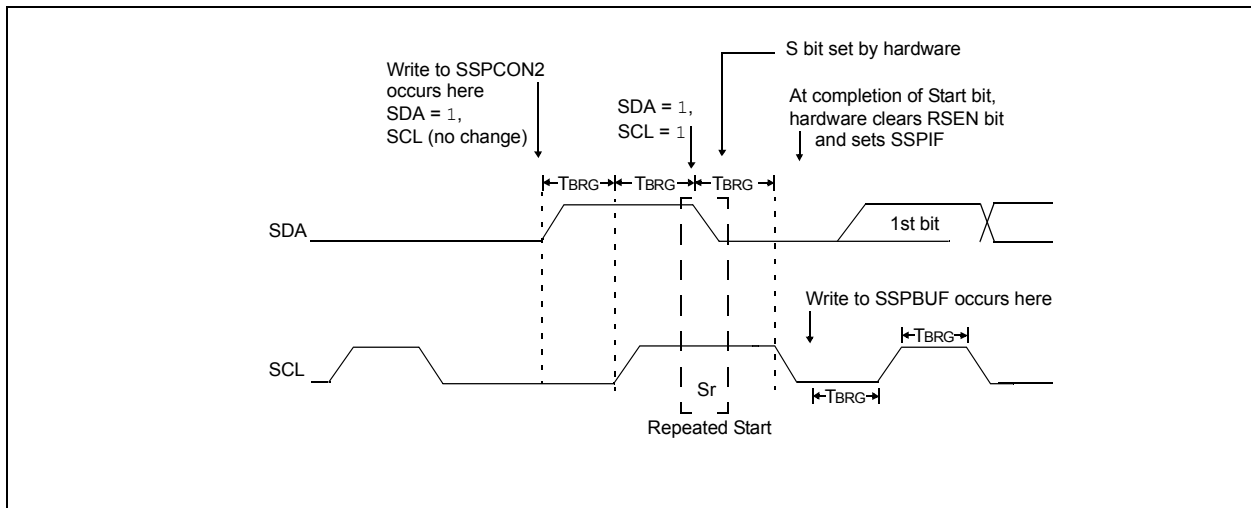 S bit set by hardware
Write to SSPCON2
occurs here
SDA = 1,
SCL (no change)
SDA = 1,
SCL = 1
At completion of Start bit,
hardware clears RSEN bit
and sets SSPIF
TBRG
TBRG
TBRG
SDA
1st bit
Write to SSPBUF occurs here
TBRG
SCL
TBRG
Sr
Repeated Start